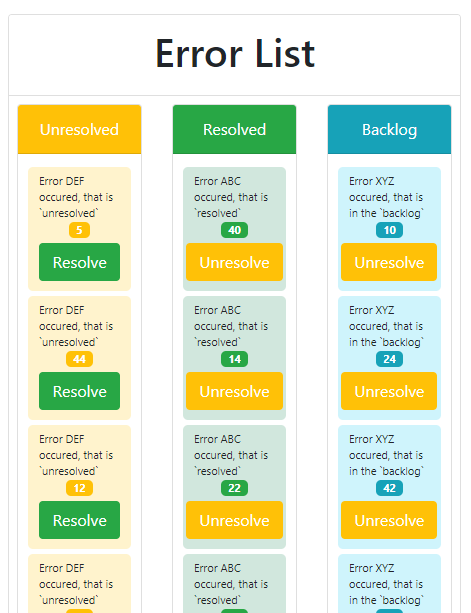 Error List
Unresolved
Error DEF
occured, that is
`unresolved`
5
Resolve
Error DEF
occured, that is
`unresolved`
44
Resolve
Error DEF
occured, that is
`unresolved`
12
Resolve
Error DEF
occured, that is
`unresolved`
Resolved
Error ABC
occured, that is
`resolved`
40
Unresolve
Error ABC
occured, that is
`resolved`
14
Unresolve
Error ABC
occured, that is
`resolved`
22
Unresolve
Error ABC
occured, that is
`resolved`
Backlog
Error XYZ
occured, that is
in the `backlog`
10
Unresolve
Error XYZ
occured, that is
in the `backlog`
24
Unresolve
Error XYZ
occured, that is
in the `backlog`
42
Unresolve
Error XYZ
occured, that is
in the `backlog`